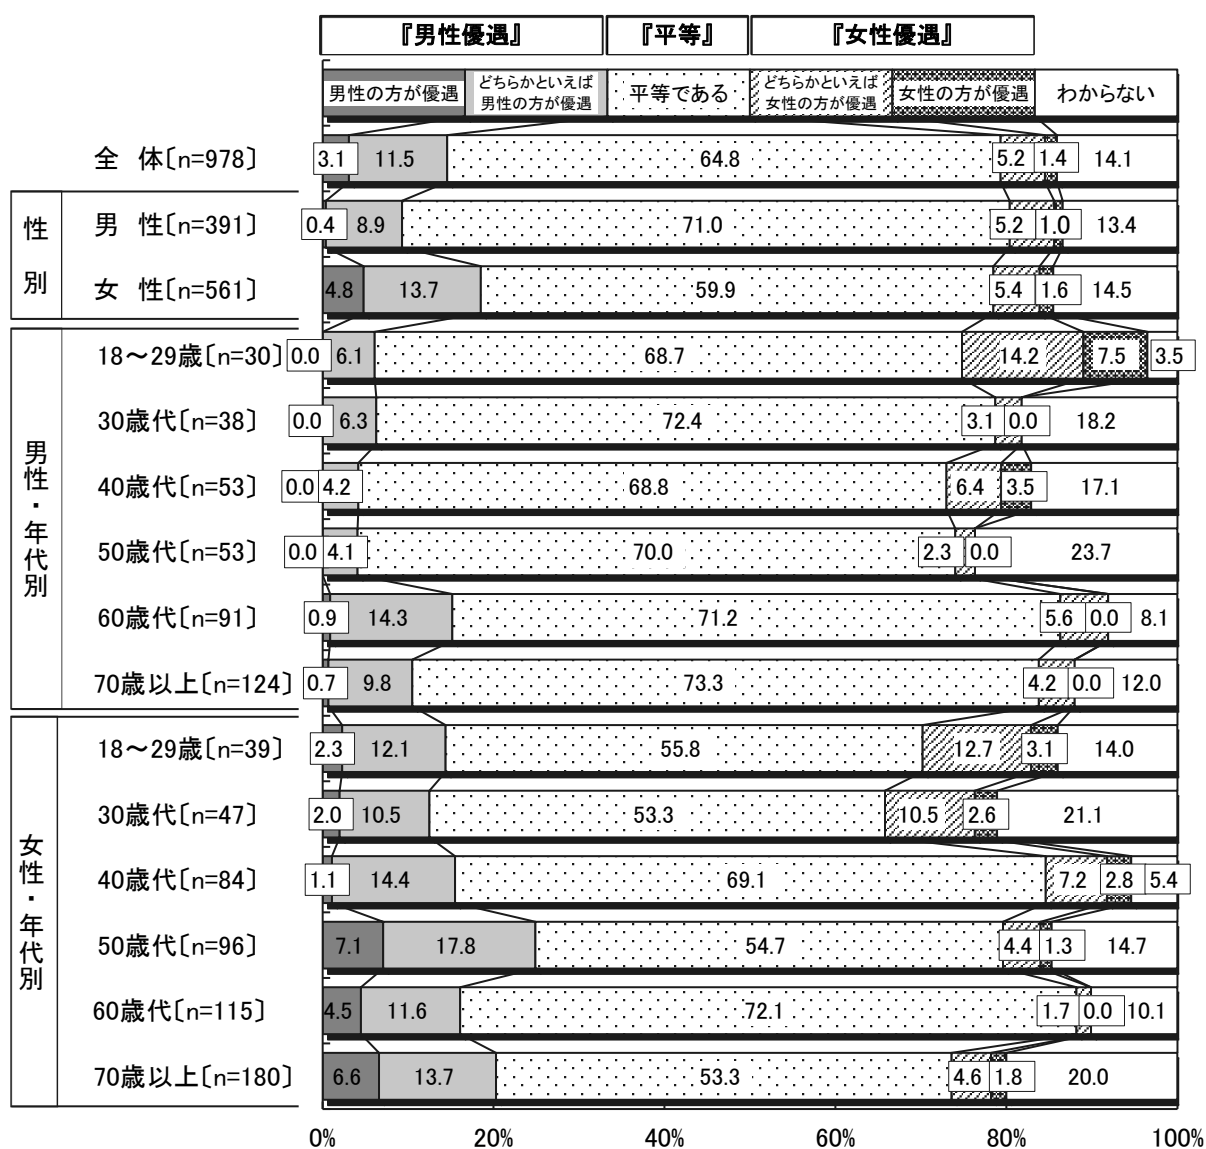 『男性優遇』 『平等』 『女性優遇』
男性の方が優遇 どちらかといえば男性の方が優遇 平等である どちらかといえば女性の方が優遇 女性の方が優遇 わからない
全 体〔n=978〕 3.1 11.5 64.8 5.2 1.4 14.1
性別
男 性〔n=391〕 0.4 8.9 71.0 5.2 1.0 13.4
女 性〔n=561〕 4.8 13.7 59.9 5.4 1.6 14.5
男性・年代別
18～29歳〔n=30〕 0.0 6.1 68.7 14.2 7.5 3.5
30歳代〔n=38〕 0.0 6.3 72.4 3.1 0.0 18.2
40歳代〔n=53〕 0.0 4.2 68.8 6.4 3.5 17.1
50歳代〔n=53〕 0.0 4.1 70.0 2.3 0.0 23.7
60歳代〔n=91〕 0.9 14.3 71.2 5.6 0.0 8.1
70歳以上〔n=124〕 0.7 9.8 73.3 4.2 0.0 12.0
女性・年代別
18～29歳〔n=39〕 2.3 12.1 55.8 12.7 3.1 14.0
30歳代〔n=47〕 2.0 10.5 53.3 10.5 2.6 21.1
40歳代〔n=84〕 1.1 14.4 69.1 7.2 2.8 5.4
50歳代〔n=96〕 7.1 17.8 54.7 4.4 1.3 14.7
60歳代〔n=115〕 4.5 11.6 72.1 1.7 0.0 10.1
70歳以上〔n=180〕 6.6 13.7 53.3 4.6 1.8 20.0
0% 20% 40% 60% 80% 100%